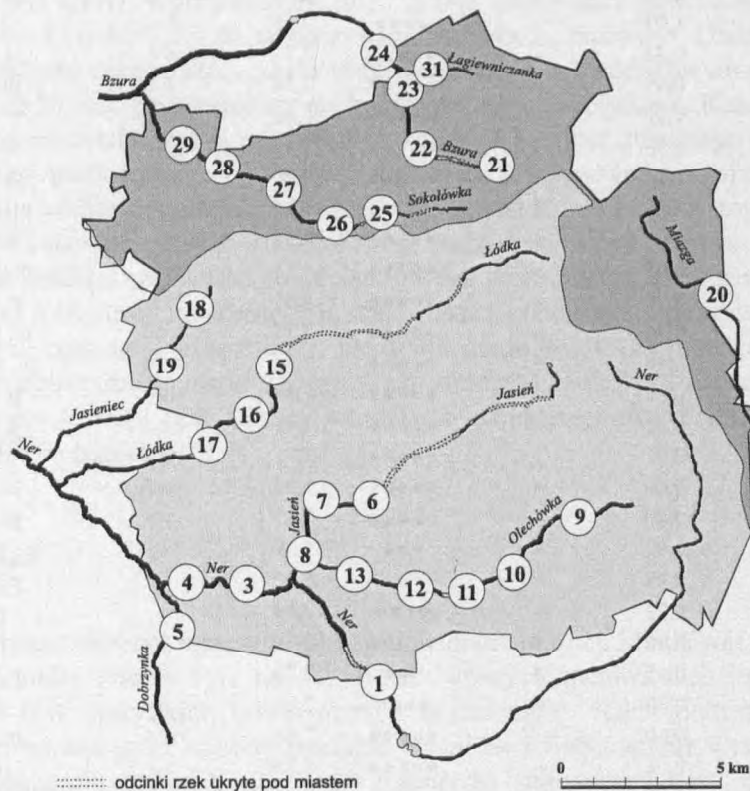 24
31
Łagiewniczanka
Bzura
23
29
28
22
Bzura
21
27
Sokołówka
26
25
Miazga
Łódka
20
18
15
19
Jasień
Ner
Jasieniec
16
Łódka
17
Ner
7
6
Jasień
Olechówka
9
8
13
10
12
11
4
Ner
3
5
Ner
Dobrzynka
1
odcinki rzek ukryte pod miastem
0
5 km